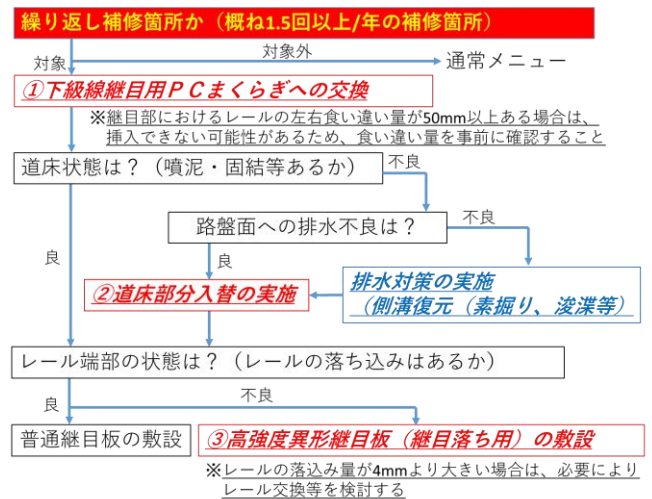 繰り返し補修箇所か（概ね1.5回以上/年の補修箇所）
対象
対象外
通常メニュー
①下級線継目用ＰＣまくらぎへの交換
※継目部におけるレールの左右食い違い量が50mm以上ある場合は、
挿入できない可能性があるため、食い違い量を事前に確認すること
道床状態は？（噴泥・固結等あるか）
不良
路盤面への排水不良は？
不良
良
良
②道床部分入替の実施
排水対策の実施
（側溝復元（素掘り、浚渫等）
レール端部の状態は？（レールの落ち込みはあるか）
良
不良
普通継目板の敷設
③高強度異形継目板（継目落ち用）の敷設
※レールの落込み量が4mmより大きい場合は、必要により
レール交換等を検討する